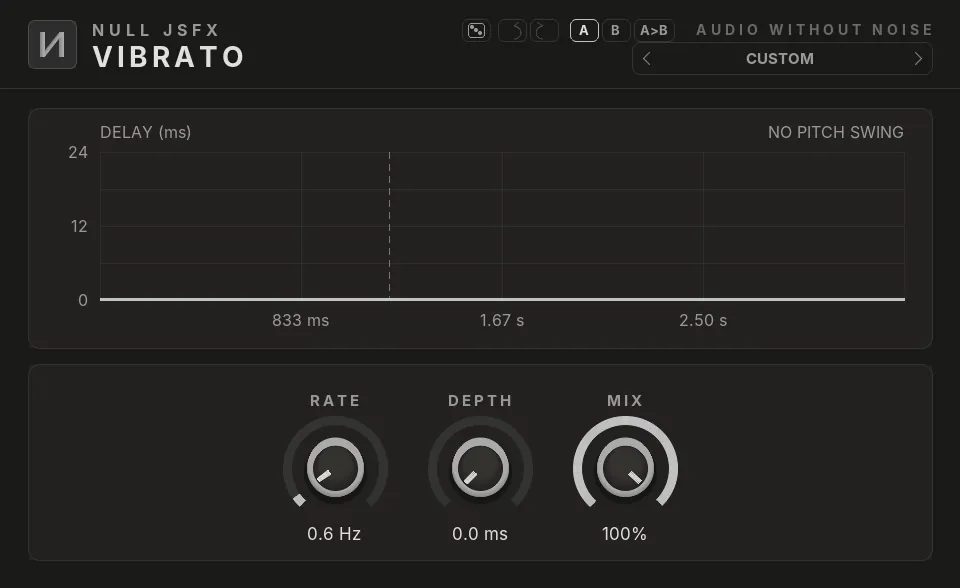 NULL JSFX
VIBRATO
A B A>B
AUDIO WITHOUT NOISE
CUSTOM
DELAY (ms)
NO PITCH SWING
24
12
0
833 ms 1.67 s 2.50 s
RATE DEPTH MIX
0.6 Hz 0.0 ms 100%